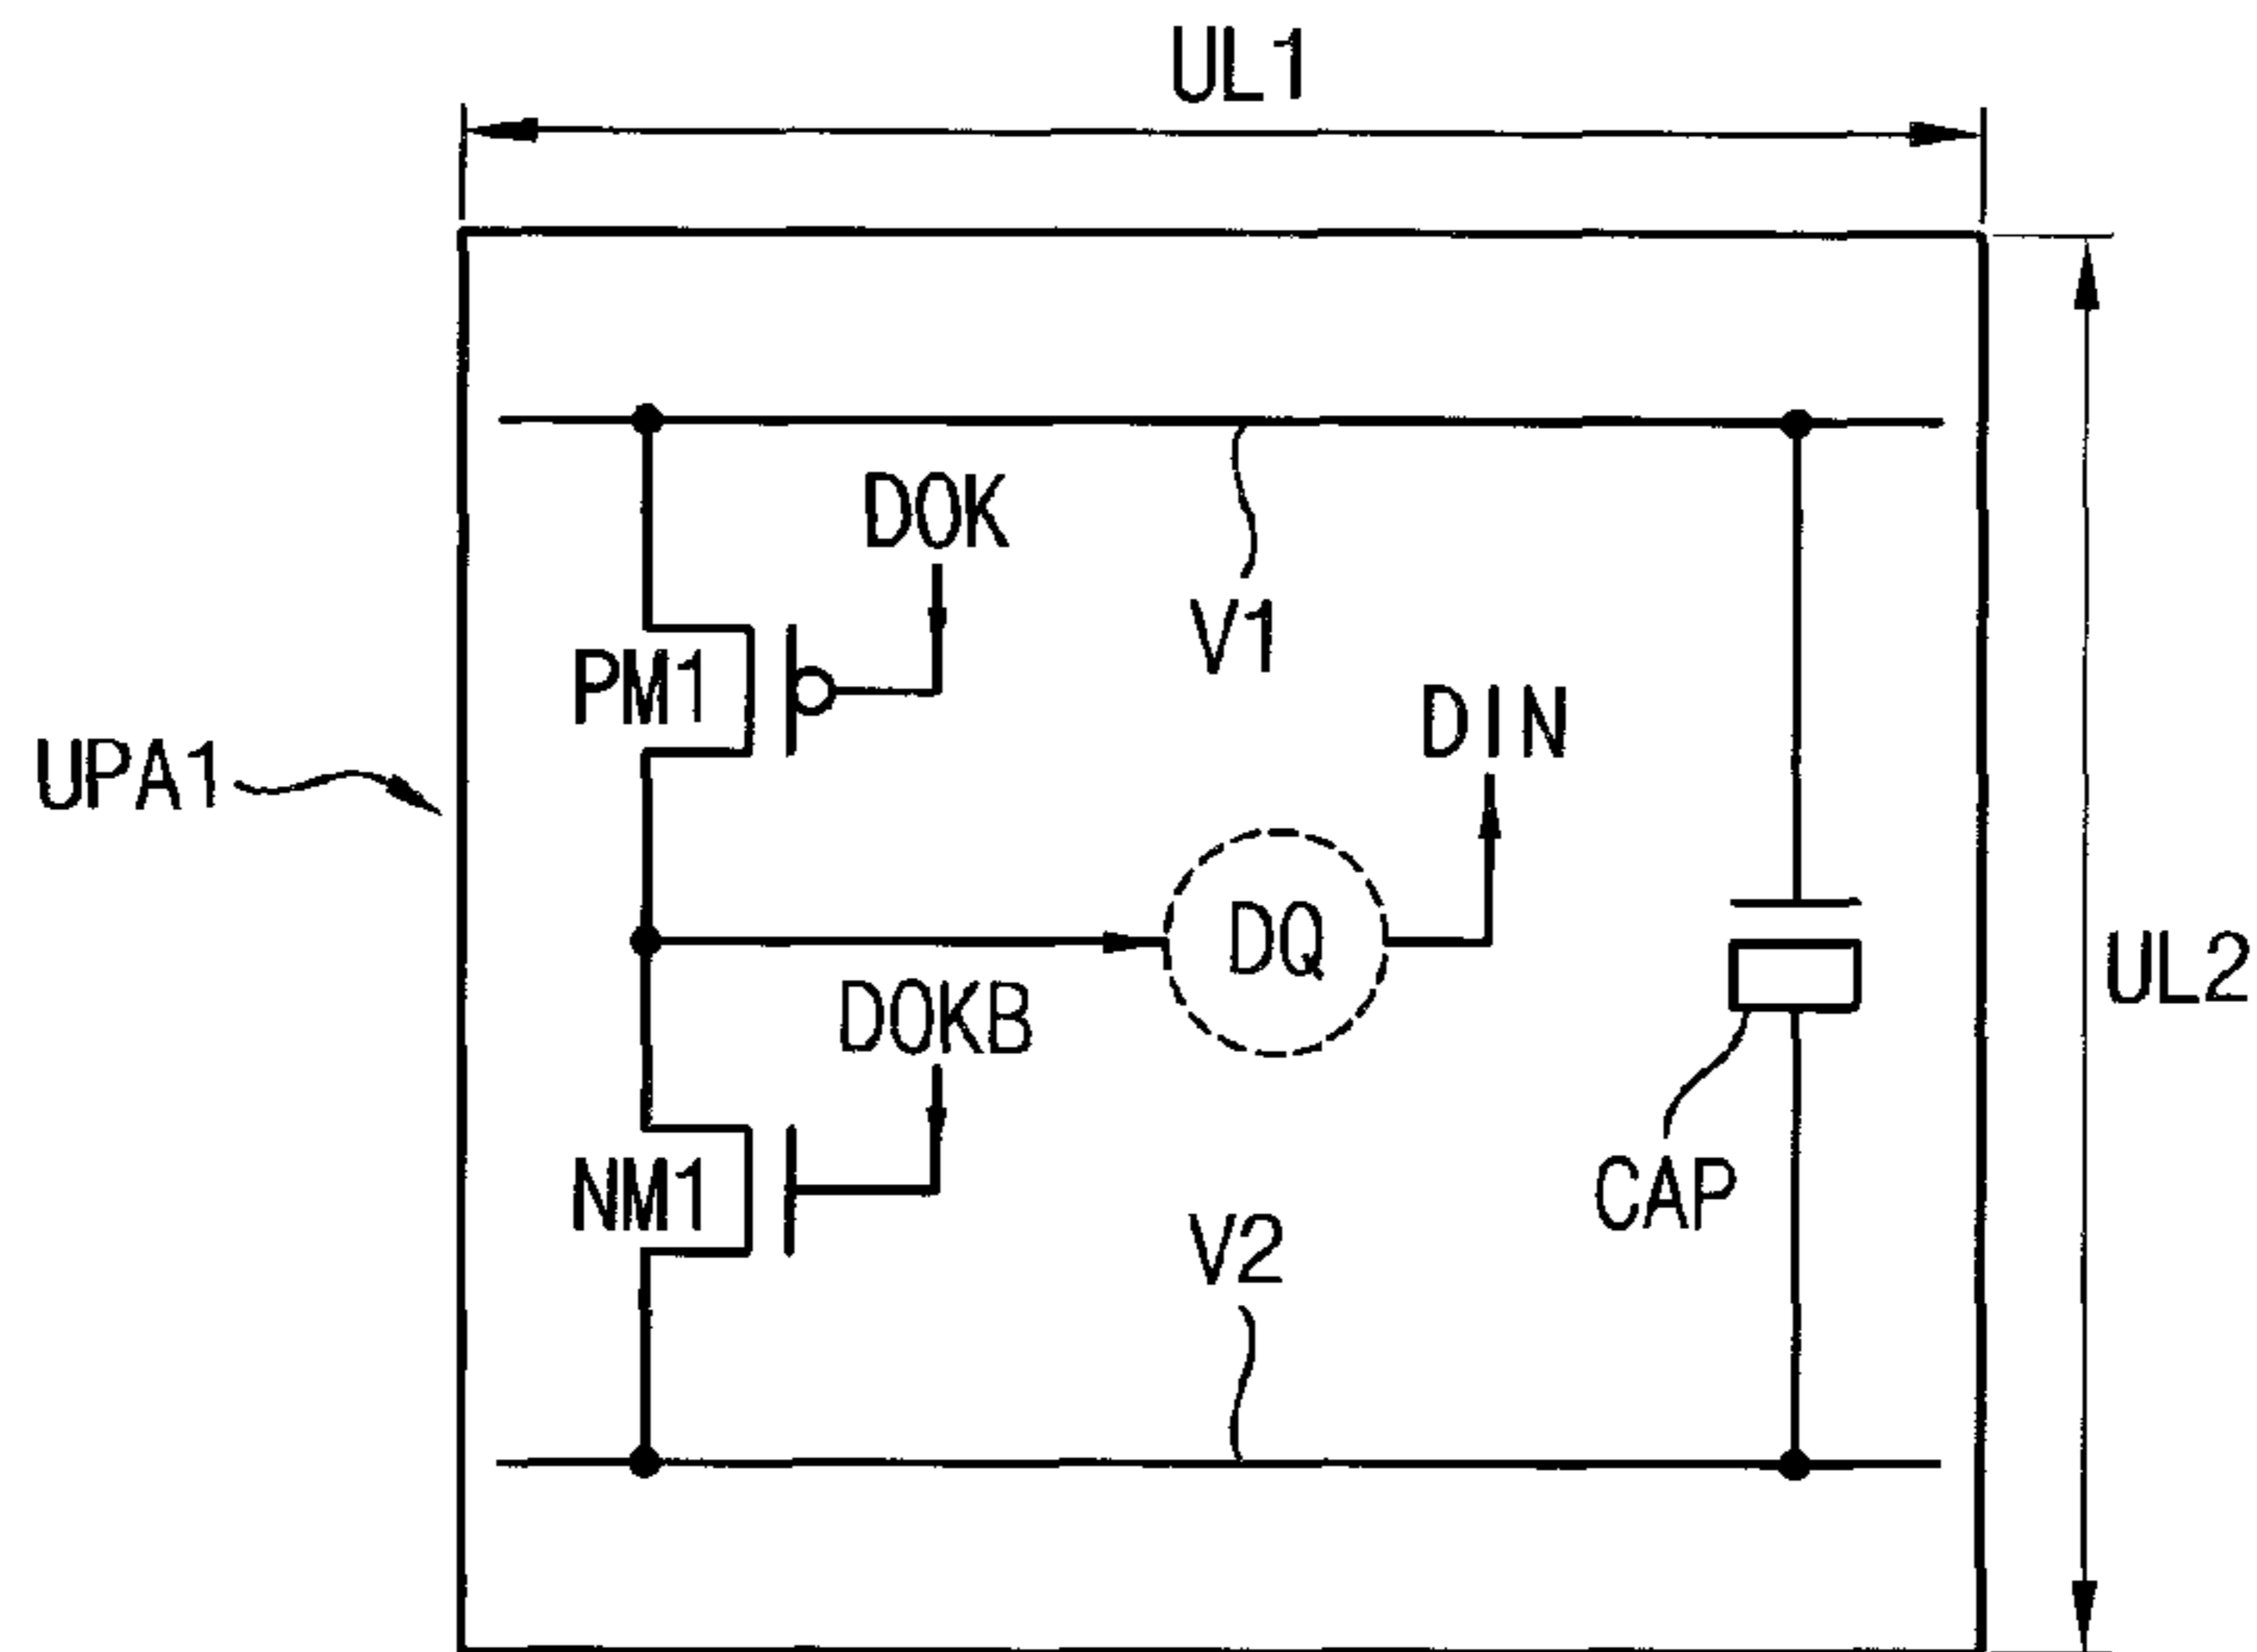 UL1
DOK
V1
PM1
DIN
UPA1
DQ
UL2
DOKB
NM1
CAP
V2